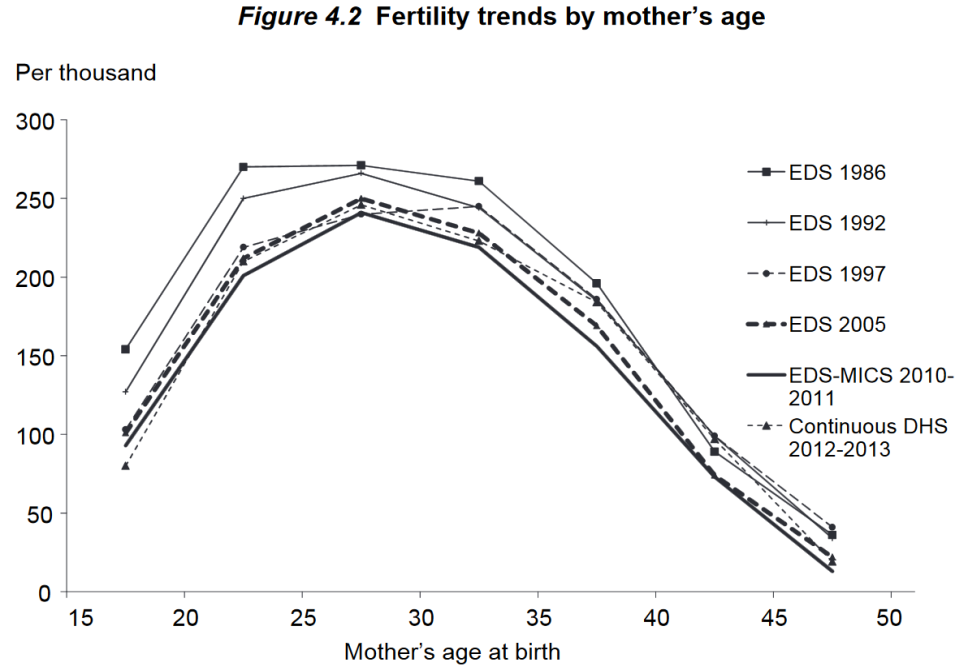 Figure 4.2 Fertility trends by mother’s age
Per thousand
300
250
200
150
100
50
0
15 20 25 30 35 40 45 50
Mother’s age at birth
EDS 1986
EDS 1992
EDS 1997
EDS 2005
EDS-MICS 2010-
2011
Continuous DHS
2012-2013